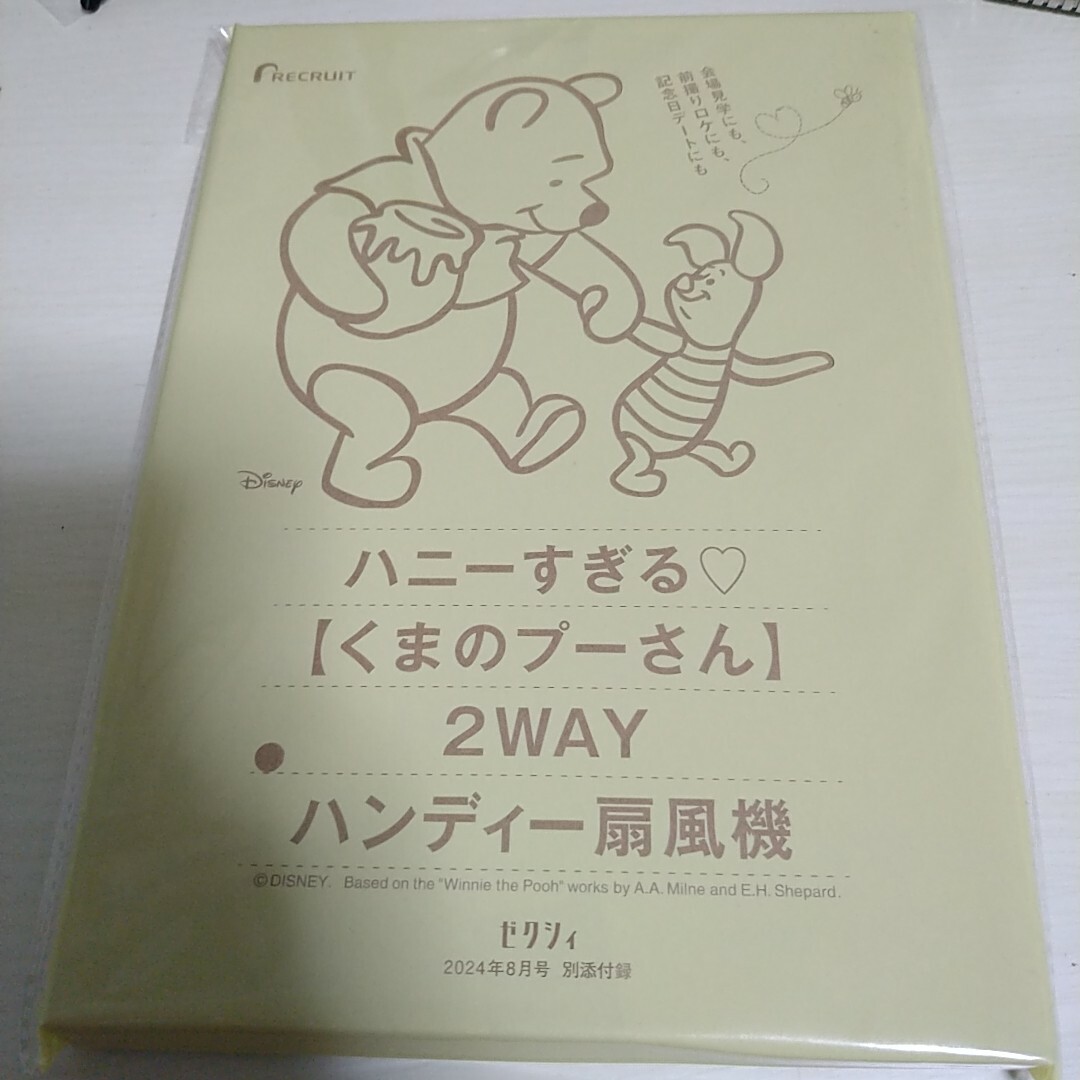 RECRUIT
会場見学にも、
前撮りロケにも、
記念日デートにも
Disney
ハニーすぎる♡
【くまのプーさん】
2WAY
ハンディー扇風機
©DISNEY. Based on the "Winnie the Pooh" works by A.A. Milne and E.H. Shepard.
ゼクシィ
2024年8月号 別添付録